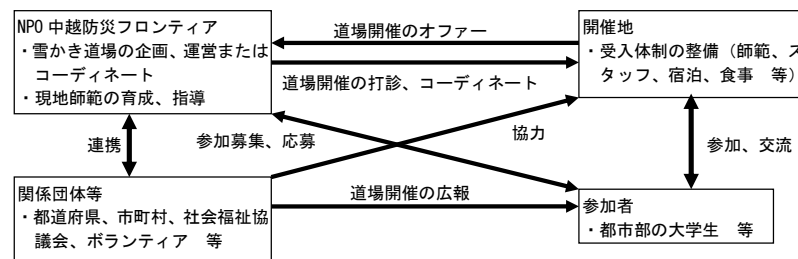 NPO 中越防災フロンティア
・雪かき道場の企画、運営または
コーディネート
・現地師範の育成、指導
道場開催のオファー
道場開催の打診、コーディネート
開催地
・受入体制の整備（師範、ス
タッフ、宿泊、食事　等）
連携
参加募集、応募
協力
参加、交流
関係団体等
・都道府県、市町村、社会福祉協
議会、ボランティア　等
道場開催の広報
参加者
・都市部の大学生　等